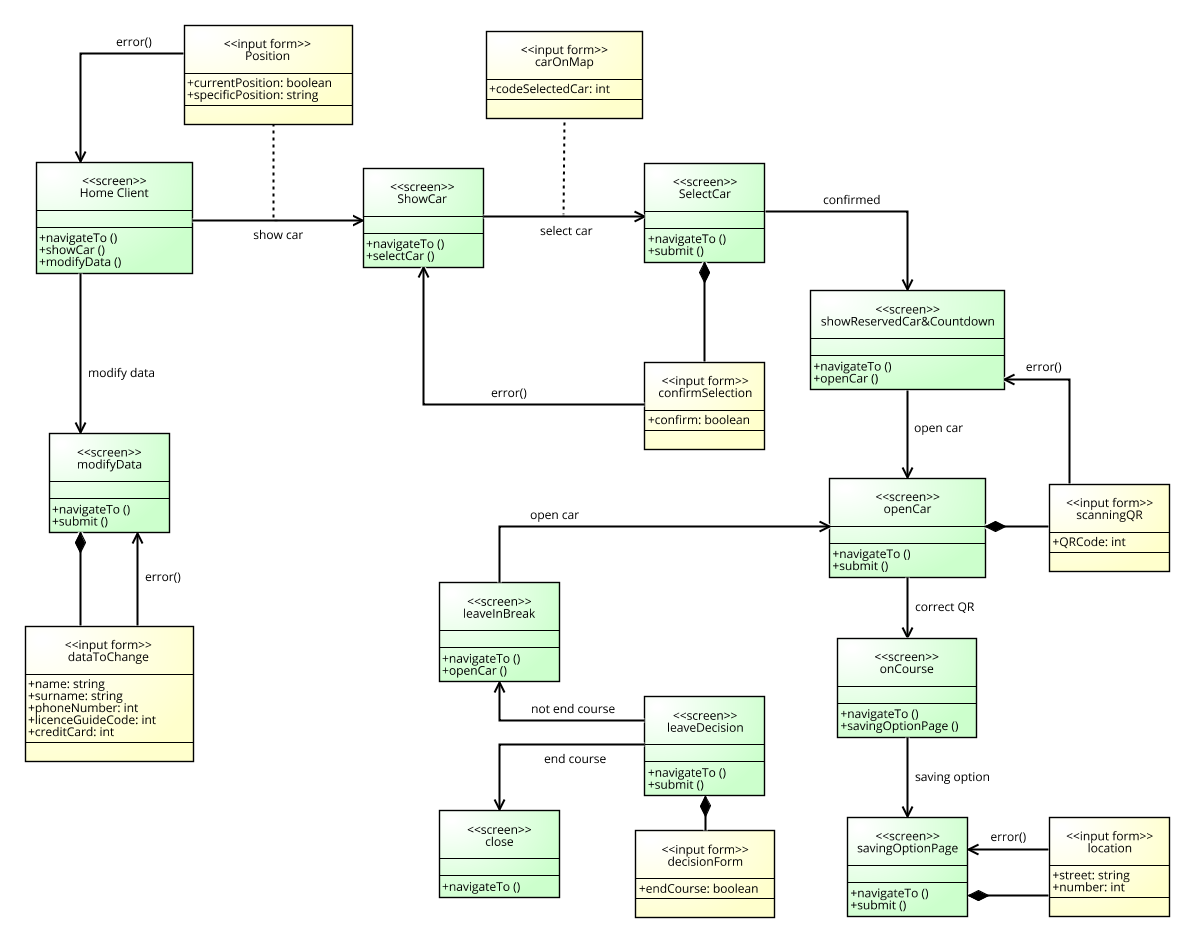 error()
<<input form>>
Position
+currentPosition: boolean
+specificPosition: string
<<input form>>
carOnMap
+codeSelectedCar: int
<<screen>>
Home Client
+navigateTo ()
+showCar ()
+modifyData ()
show car
<<screen>>
ShowCar
+navigateTo ()
+selectCar ()
select car
<<screen>>
SelectCar
+navigateTo ()
+submit ()
confirmed
<<screen>>
showReservedCar&Countdown
+navigateTo ()
+openCar ()
error()
modify data
error()
<<input form>>
confirmSelection
+confirm: boolean
open car
<<screen>>
modifyData
+navigateTo ()
+submit ()
error()
<<input form>>
dataToChange
+name: string
+surname: string
+phoneNumber: int
+licenceGuideCode: int
+creditCard: int
open car
<<screen>>
openCar
+navigateTo ()
+submit ()
<<input form>>
scanningQR
+QRCode: int
correct QR
<<screen>>
leaveInBreak
+navigateTo ()
+openCar ()
not end course
end course
<<screen>>
leaveDecision
+navigateTo ()
+submit ()
<<screen>>
onCourse
+navigateTo ()
+savingOptionPage ()
saving option
<<screen>>
close
+navigateTo ()
<<input form>>
decisionForm
+endCourse: boolean
<<screen>>
savingOptionPage
+navigateTo ()
+submit ()
error()
<<input form>>
location
+street: string
+number: int